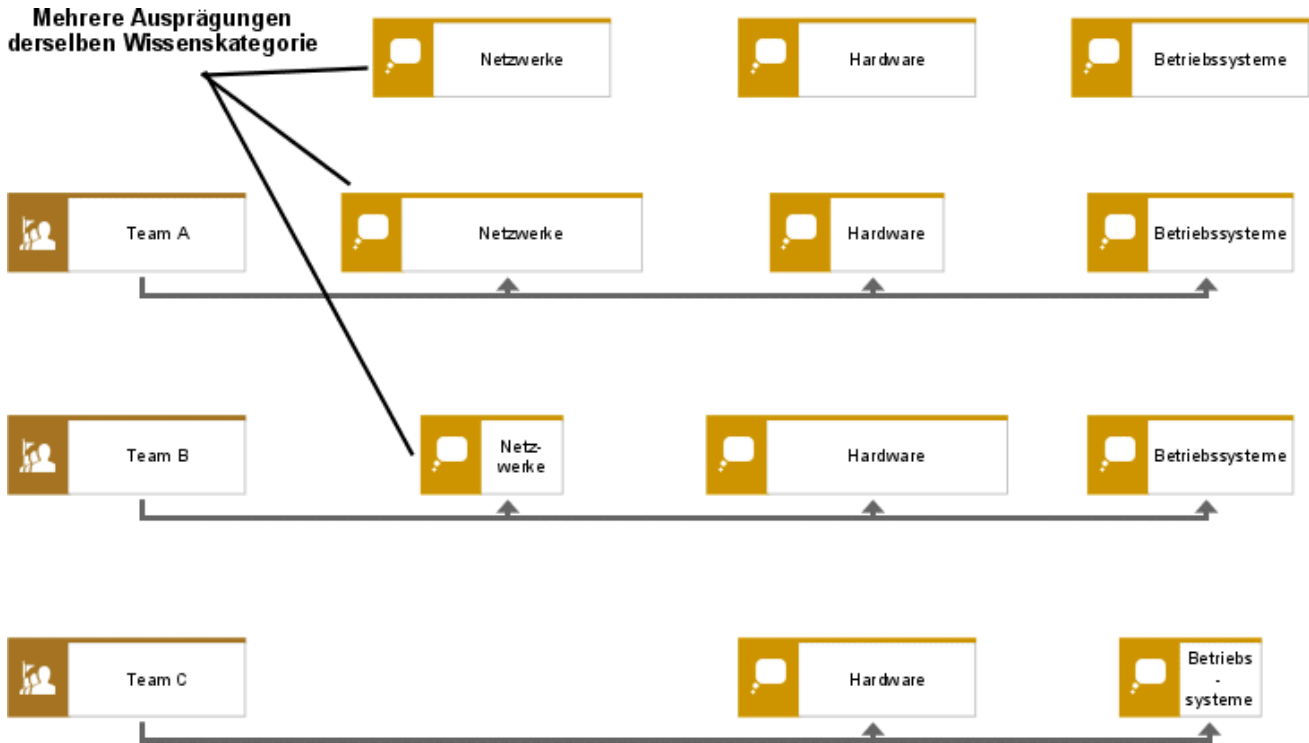 Mehrere Ausprägungen
derselben Wissenskategorie
Netzwerke
Hardware
Betriebssysteme
Team A
Netzwerke
Hardware
Betriebssysteme
Team B
Netz-
werke
Hardware
Betriebssysteme
Team C
Hardware
Betriebs
-
systeme